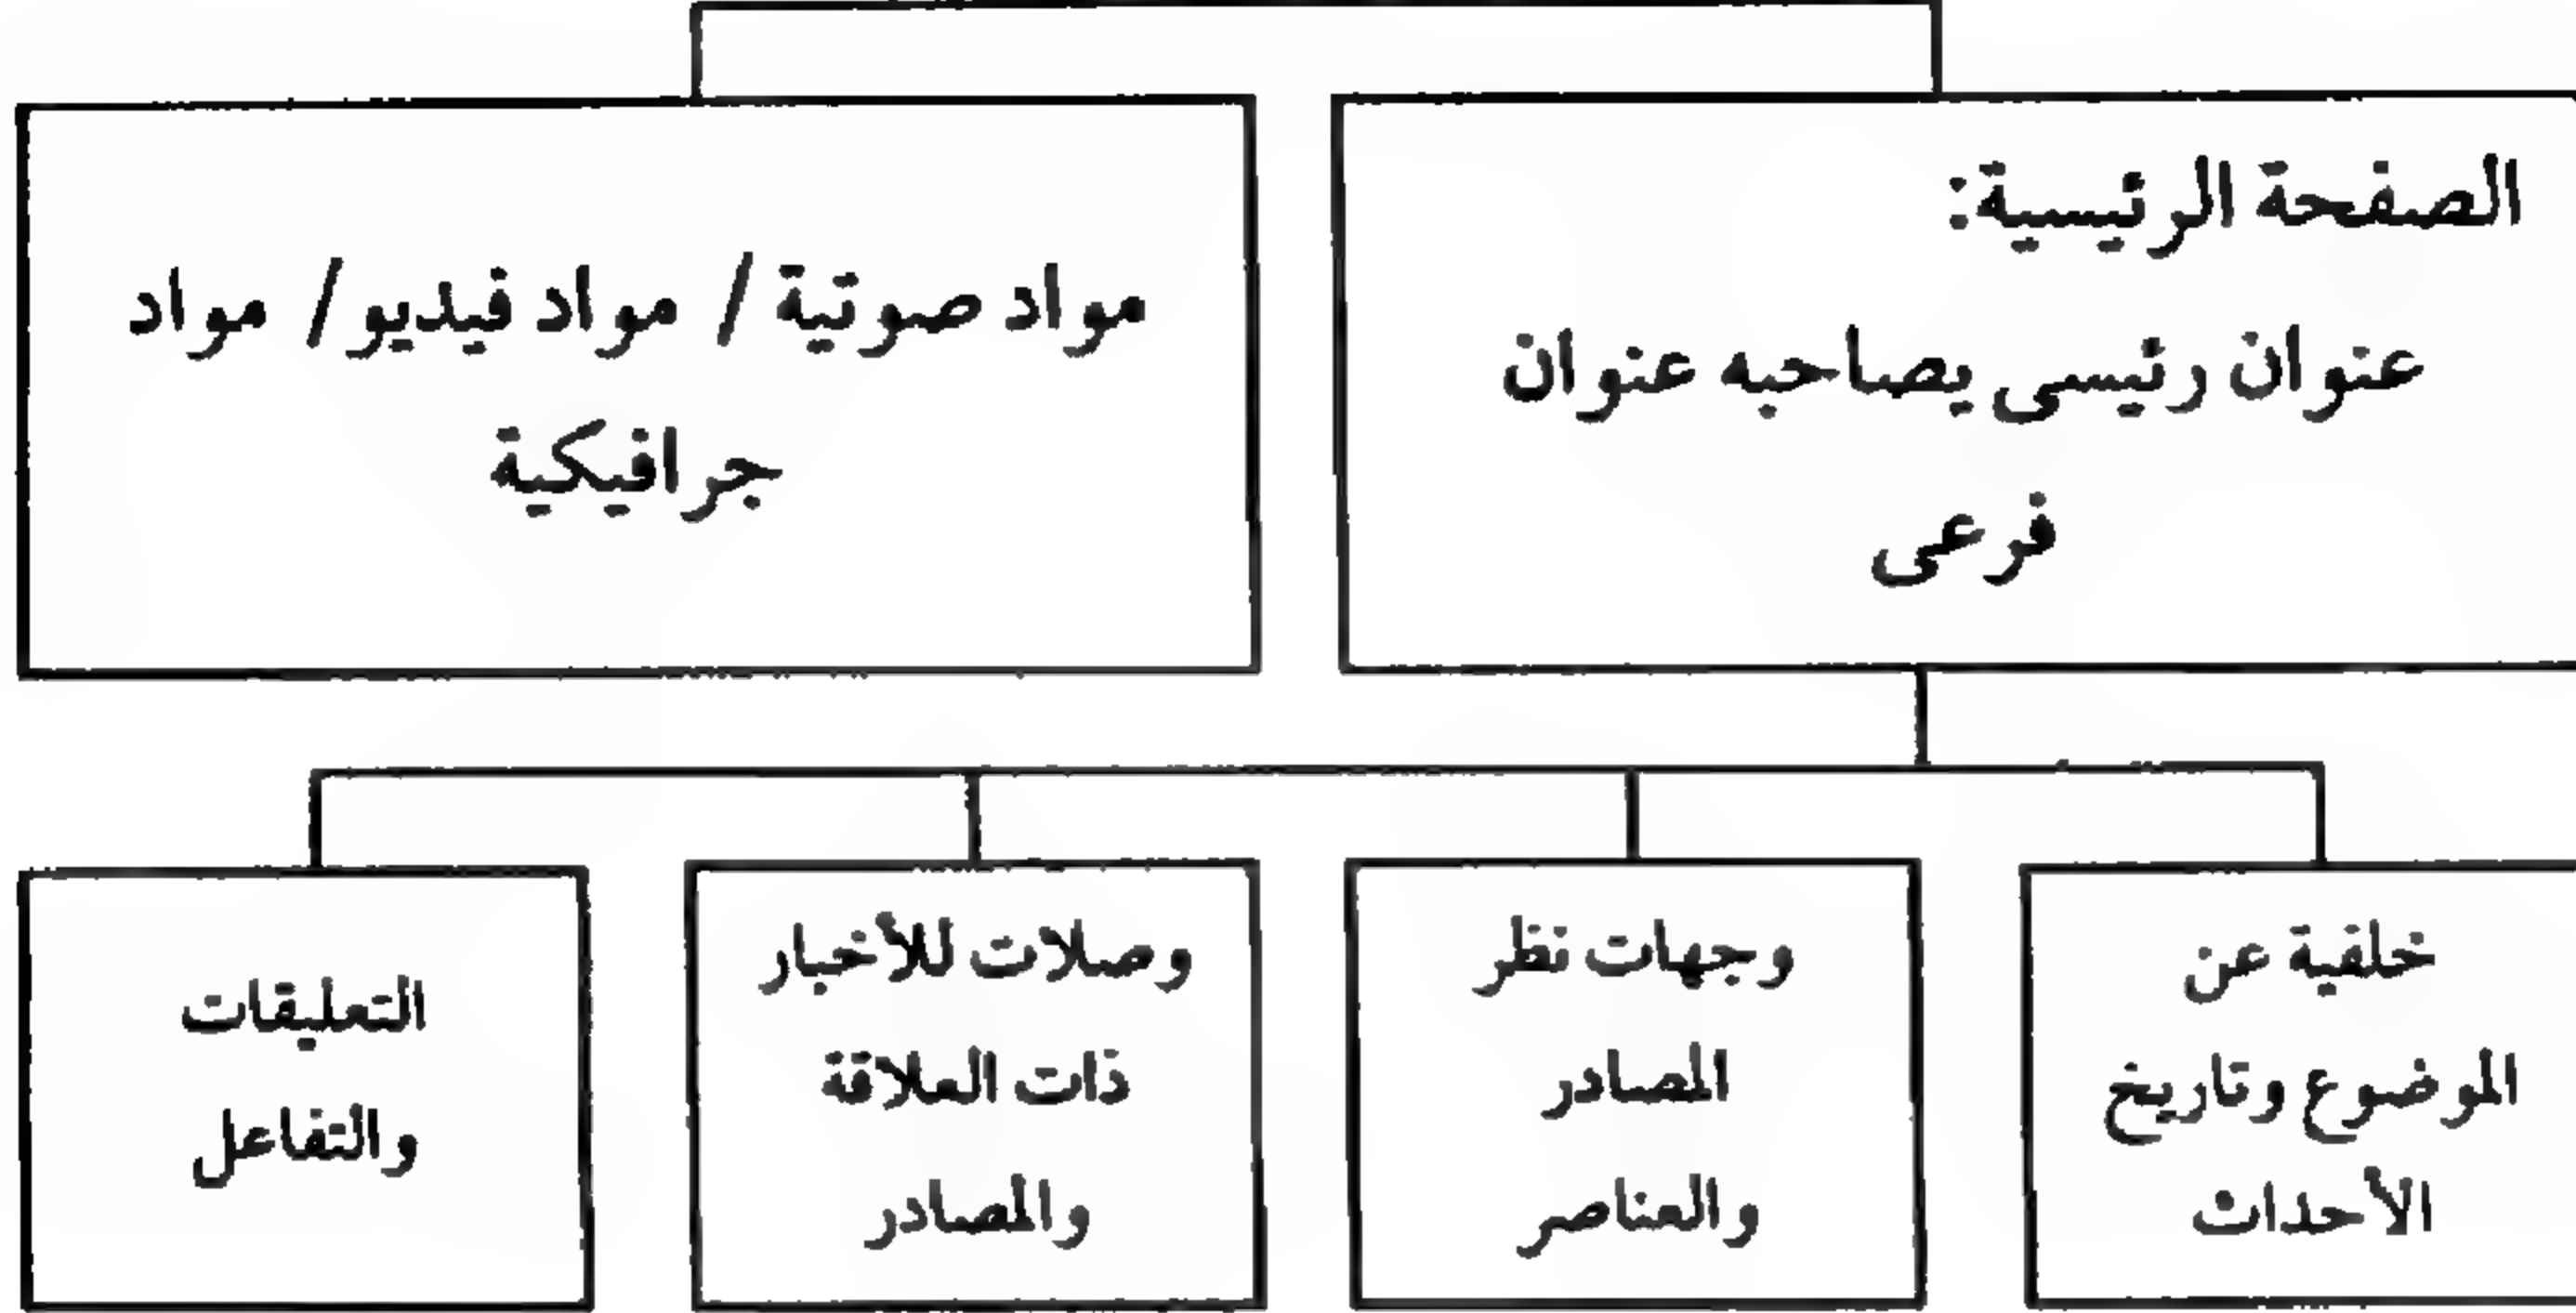 الصفحة الرئيسية:
عنوان رئيسى يصاحبه عنوان
فرعى
مواد صوتية / مواد فيديو / مواد
جرافيكية
خلفية عن
الموضوع وتاريخ
الأحداث
وجهات نظر
المصادر
والعناصر
وصلات للأخبار
ذات العلاقة
والمصادر
التعليقات
والتفاعل